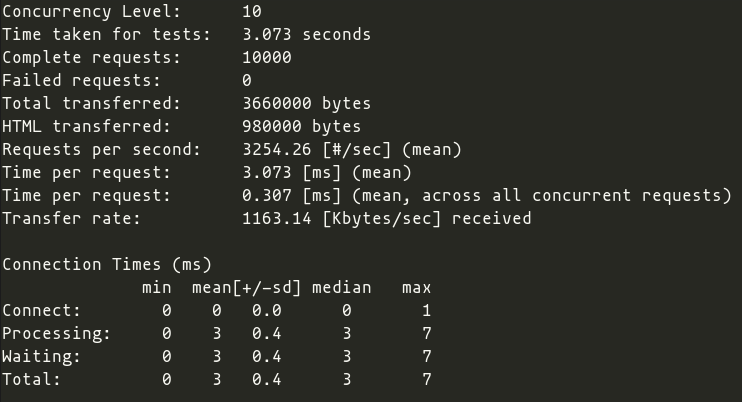 Concurrency Level:      10
Time taken for tests:   3.073 seconds
Complete requests:      10000
Failed requests:        0
Total transferred:      3660000 bytes
HTML transferred:       980000 bytes
Requests per second:    3254.26 [#/sec] (mean)
Time per request:       3.073 [ms] (mean)
Time per request:       0.307 [ms] (mean, across all concurrent requests)
Transfer rate:          1163.14 [Kbytes/sec] received

Connection Times (ms)
              min  mean[+/-sd] median   max
Connect:        0    0   0.0      0       1
Processing:     0    3   0.4      3       7
Waiting:        0    3   0.4      3       7
Total:          0    3   0.4      3       7